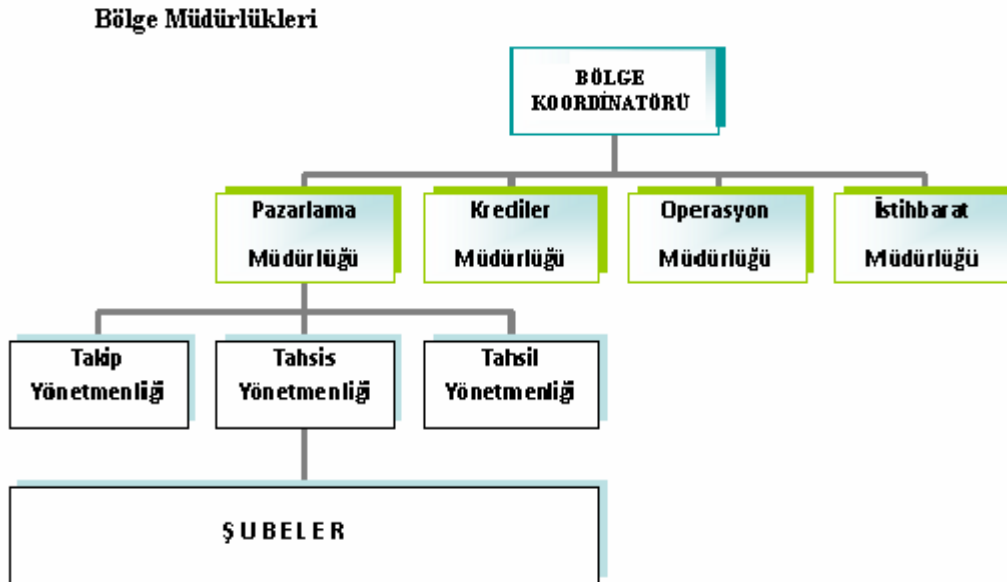 Bölge Müdürlükleri
BÖLGE
KOORDİNATÖRÜ
Pazarlama
Müdürlüğü
Krediler
Müdürlüğü
Operasyon
Müdürlüğü
İstihbarat
Müdürlüğü
Takip
Yönetmenliği
Tahsis
Yönetmenliği
Tahsil
Yönetmenliği
ŞUBELER